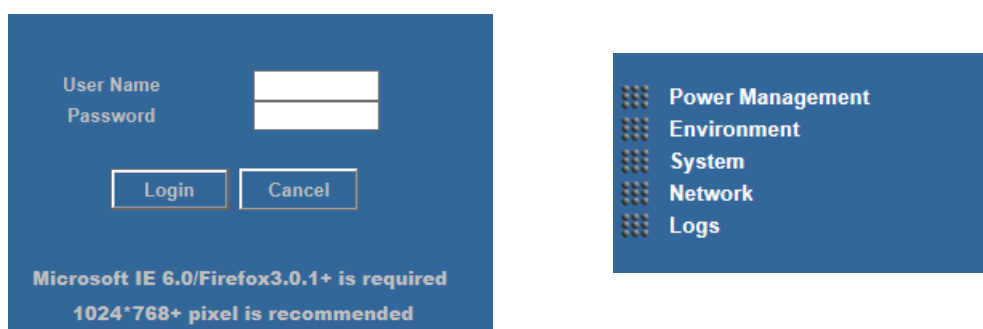 User Name
Password
Login Cancel
Microsoft IE 6.0/Firefox3.0.1+ is required
1024*768+ pixel is recommended
Power Management
Environment
System
Network
Logs